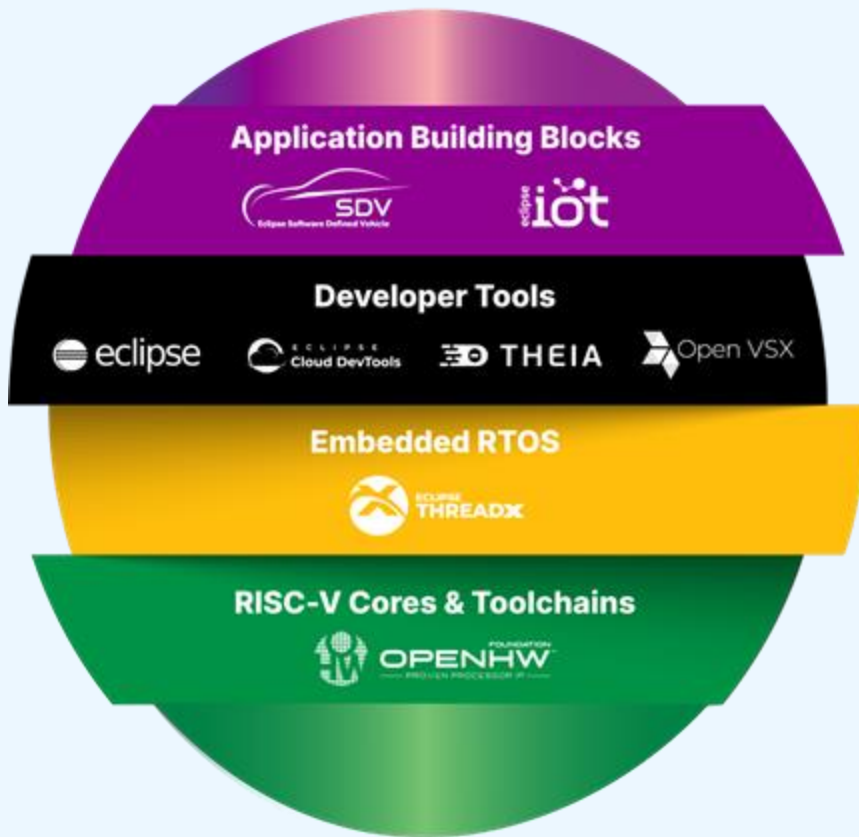 Application Building Blocks
SDV
Eclipse Software Defined Vehicle
eclipse
iot
Developer Tools
eclipse
ECLIPSE
Cloud DevTools
THEIA
Open VSX
Embedded RTOS
ECLIPSE
THREADX
RISC-V Cores & Toolchains
FOUNDATION
OPENHW
PROVEN PROCESSOR IP